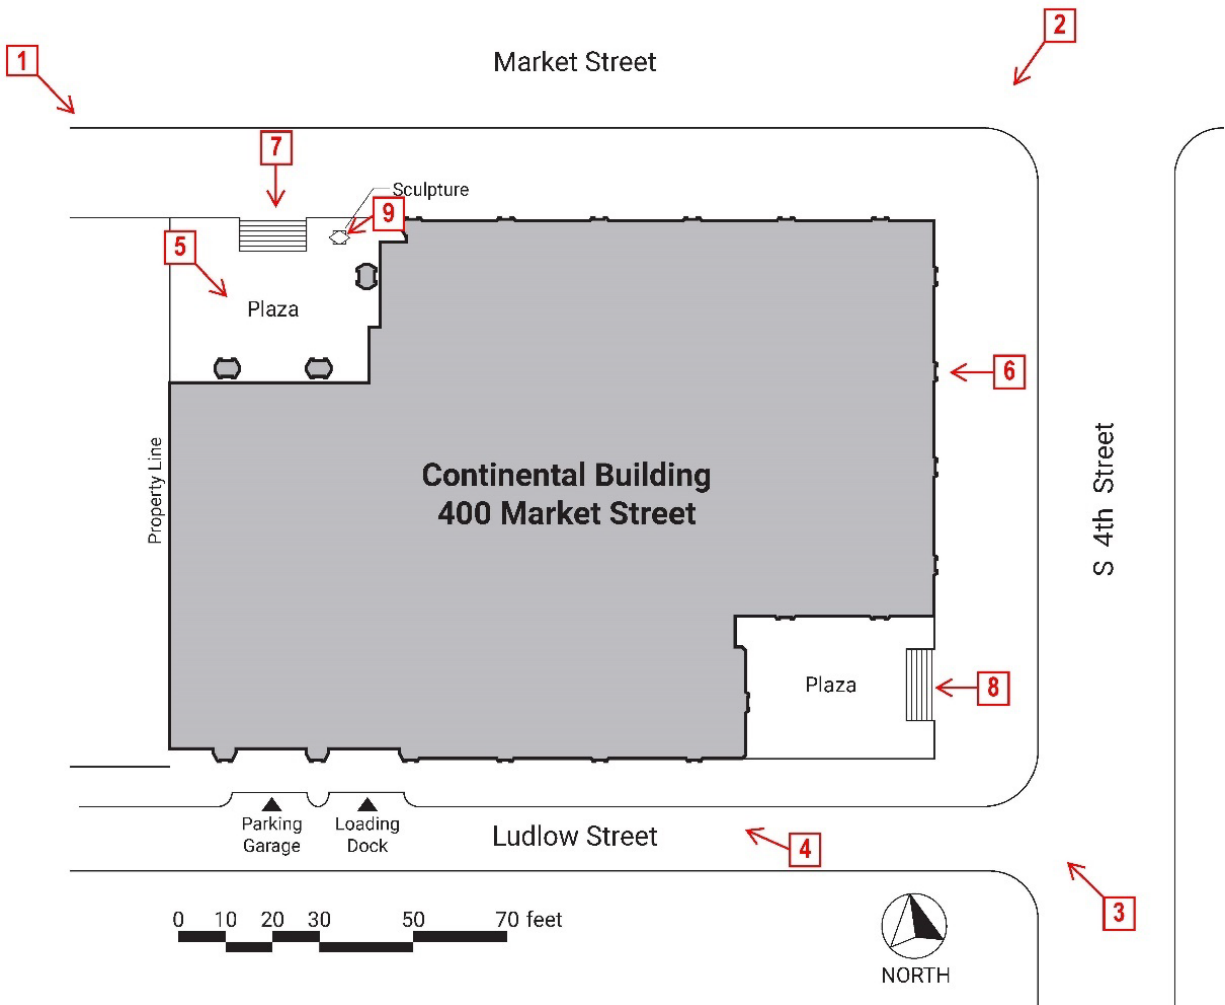 2
1
Market Street
7
Sculpture
9
5
Plaza
6
Property Line
Continental Building
400 Market Street
S 4th Street
Plaza
8
Parking
Garage
Loading
Dock
Ludlow Street
4
3
0 10 20 30 50 70 feet
NORTH